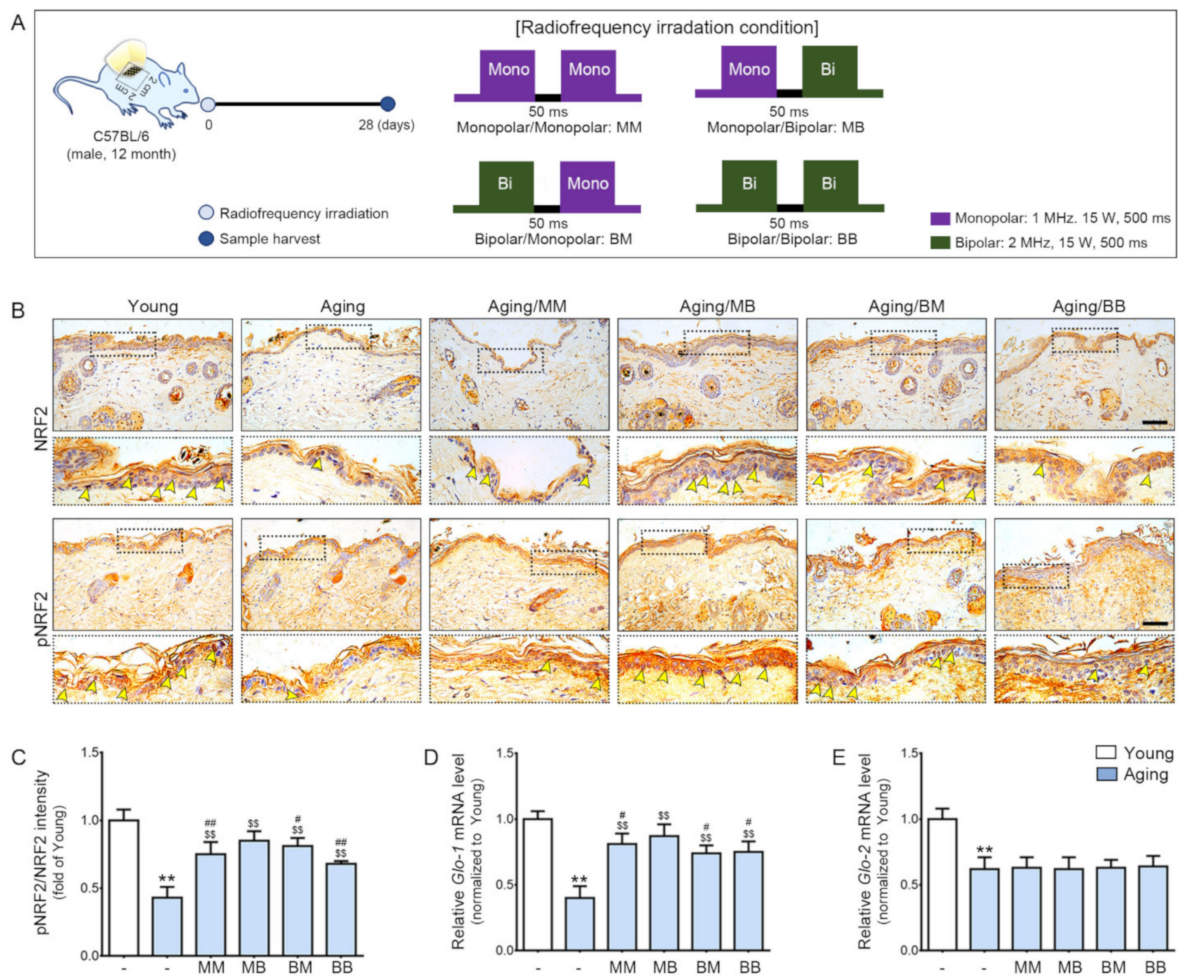 A
[Radiofrequency irradiation condition]
2 cm
2 cm
C57BL/6
(male, 12 month)
0
28 (days)
Radiofrequency irradiation
Sample harvest
Mono Mono
50 ms
Monopolar/Monopolar: MM
Mono Bi
50 ms
Monopolar/Bipolar: MB
Bi Mono
50 ms
Bipolar/Monopolar: BM
Bi Bi
50 ms
Bipolar/Bipolar: BB
Monopolar: 1 MHz. 15 W, 500 ms
Bipolar: 2 MHz, 15 W, 500 ms
B
Young Aging Aging/MM Aging/MB Aging/BM Aging/BB
NRF2
pNRF2
C
pNRF2/NRF2 intensity
(fold of Young)
1.5
1.0
0.5
0.0
**
##
$$
$$
#
$$
##
$$
- - MM MB BM BB
D
Relative Glo-1 mRNA level
(normalized to Young)
1.5
1.0
0.5
0.0
**
#
$$
$$
#
$$
#
$$
- - MM MB BM BB
E
Relative Glo-2 mRNA level
(normalized to Young)
1.5
1.0
0.5
0.0
**
- - MM MB BM BB
Young
Aging